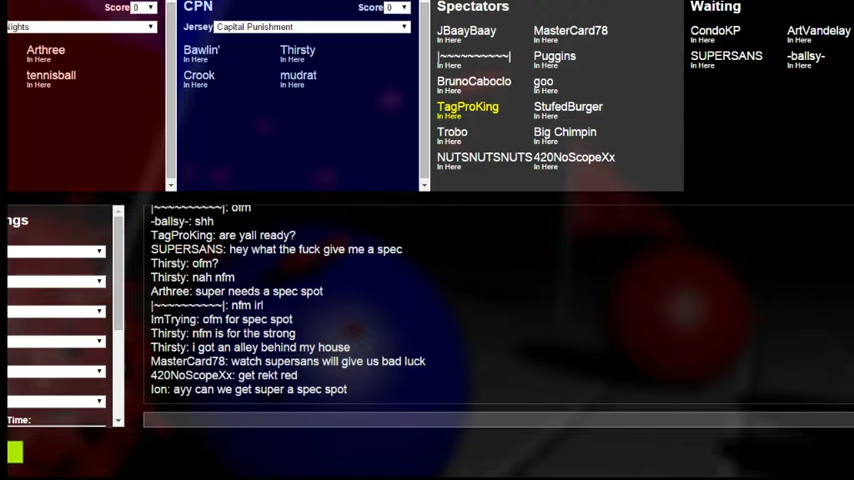 Score 0
CPN
Score 0
Spectators
Waiting
Nights
Jersey Capital Punishment
Arthree
In Here
tennisball
In Here
Bawlin'
In Here
Thirsty
In Here
Crook
In Here
mudrat
In Here
JBaayBaay
In Here
MasterCard78
In Here
|~~~~~~~~~~|
In Here
Puggins
In Here
BrunoCaboclo
In Here
goo
In Here
TagProKing
In Here
StufedBurger
In Here
Trobo
In Here
Big Chimpin
In Here
NUTSNUTSNUTS
In Here
420NoScopeXx
In Here
CondoKP
In Here
ArtVandelay
In Here
SUPERSANS
In Here
-ballsy-
In Here
ngs
Time:
|~~~~~~~~~~|: ofm
-ballsy-: shh
TagProKing: are yall ready?
SUPERSANS: hey what the fuck give me a spec
Thirsty: ofm?
Thirsty: nah nfm
Arthree: super needs a spec spot
|~~~~~~~~~~|: nfm irl
ImTrying: ofm for spec spot
Thirsty: nfm is for the strong
Thirsty: i got an alley behind my house
MasterCard78: watch supersans will give us bad luck
420NoScopeXx: get rekt red
Ion: ayy can we get super a spec spot